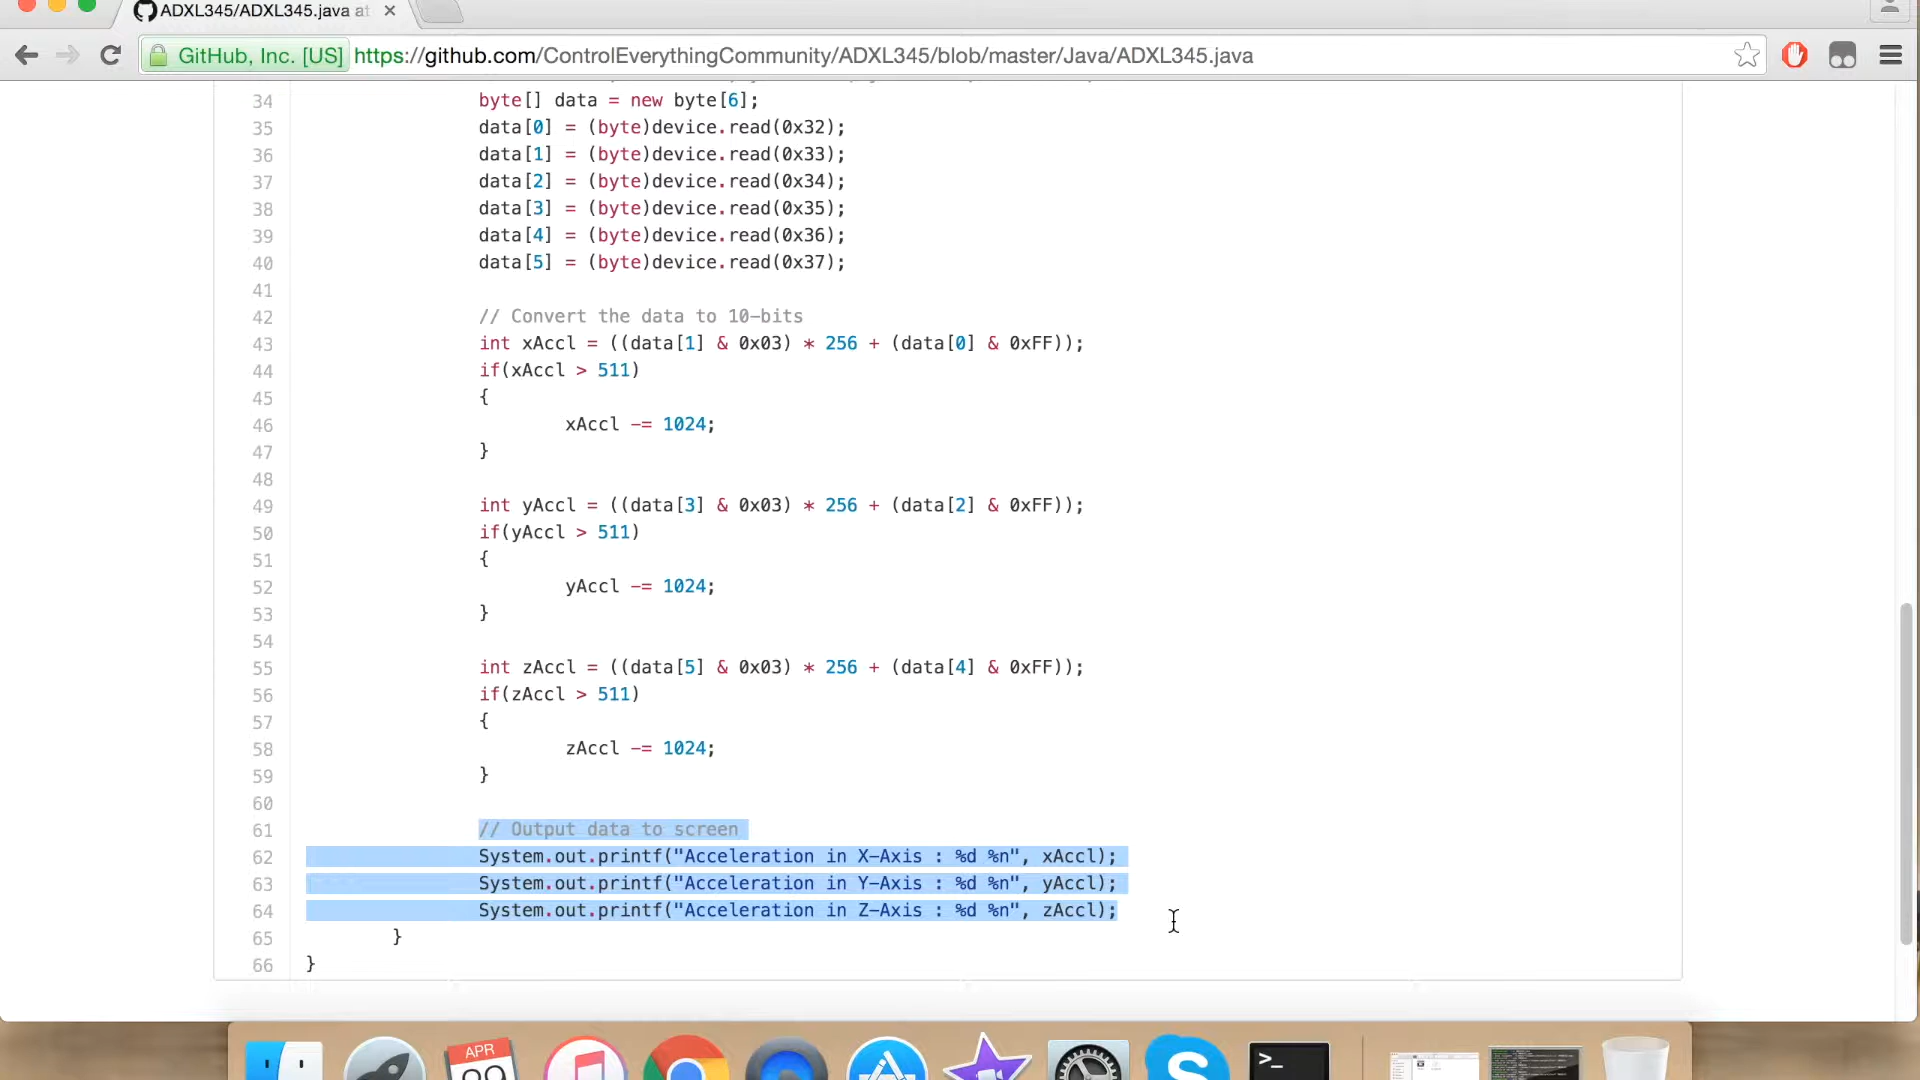 ADXL345/ADXL345.java at
GitHub, Inc. [US] https://github.com/ControlEverythingCommunity/ADXL345/blob/master/Java/ADXL345.java
34 byte[] data = new byte[6];
35 data[0] = (byte)device.read(0x32);
36 data[1] = (byte)device.read(0x33);
37 data[2] = (byte)device.read(0x34);
38 data[3] = (byte)device.read(0x35);
39 data[4] = (byte)device.read(0x36);
40 data[5] = (byte)device.read(0x37);
41
42 // Convert the data to 10-bits
43 int xAccl = ((data[1] & 0x03) * 256 + (data[0] & 0xFF));
44 if(xAccl > 511)
45 {
46 xAccl -= 1024;
47 }
48
49 int yAccl = ((data[3] & 0x03) * 256 + (data[2] & 0xFF));
50 if(yAccl > 511)
51 {
52 yAccl -= 1024;
53 }
54
55 int zAccl = ((data[5] & 0x03) * 256 + (data[4] & 0xFF));
56 if(zAccl > 511)
57 {
58 zAccl -= 1024;
59 }
60
61 // Output data to screen
62 System.out.printf("Acceleration in X-Axis : %d %n", xAccl);
63 System.out.printf("Acceleration in Y-Axis : %d %n", yAccl);
64 System.out.printf("Acceleration in Z-Axis : %d %n", zAccl);
65 }
66 }
APR